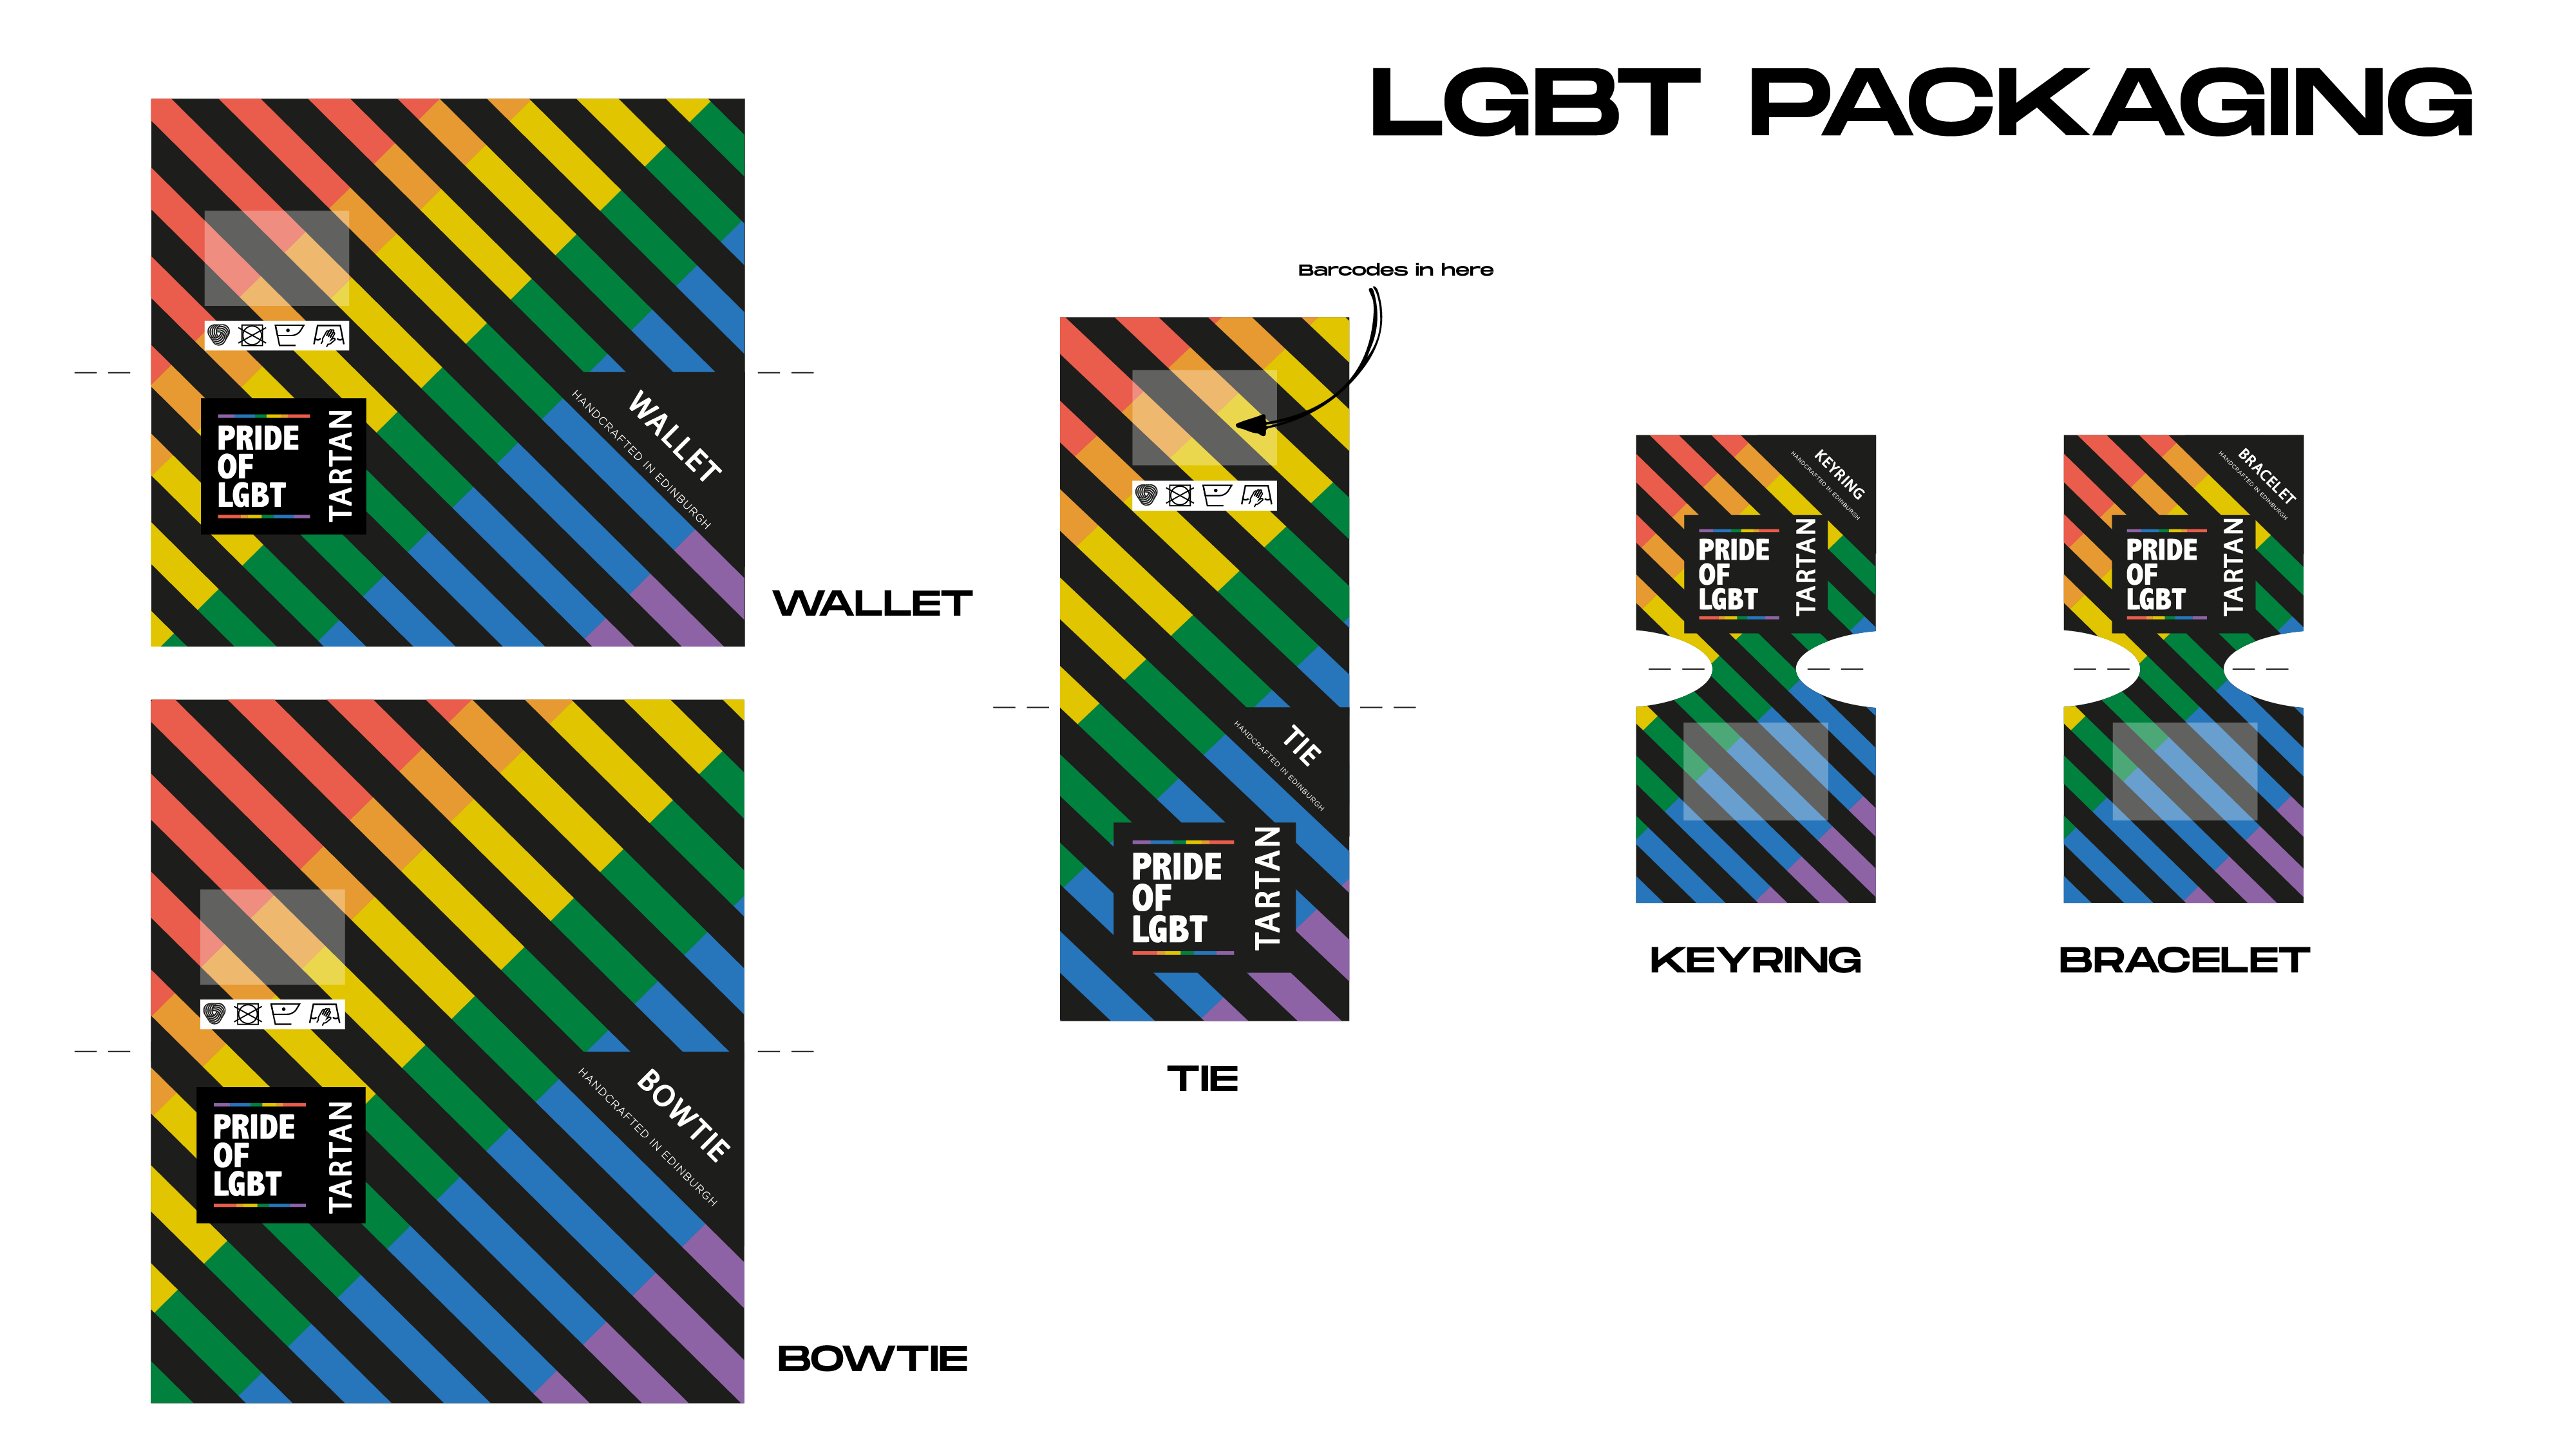 LGBT PACKAGING
WALLET
HANDCRAFTED IN EDINBURGH
PRIDE
OF
LGBT
TARTAN
WALLET
BOWTIE
HANDCRAFTED IN EDINBURGH
PRIDE
OF
LGBT
TARTAN
BOWTIE
Barcodes in here
TIE
HANDCRAFTED IN EDINBURGH
PRIDE
OF
LGBT
TARTAN
TIE
KEYRING
HANDCRAFTED IN EDINBURGH
PRIDE
OF
LGBT
TARTAN
KEYRING
BRACELET
HANDCRAFTED IN EDINBURGH
PRIDE
OF
LGBT
TARTAN
BRACELET